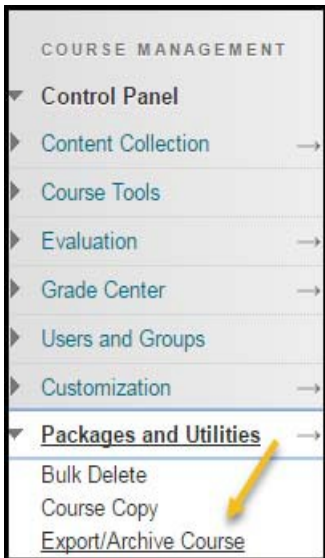 COURSE MANAGEMENT
Control Panel
Content Collection
Course Tools
Evaluation
Grade Center
Users and Groups
Customization
Packages and Utilities
Bulk Delete
Course Copy
Export/Archive Course